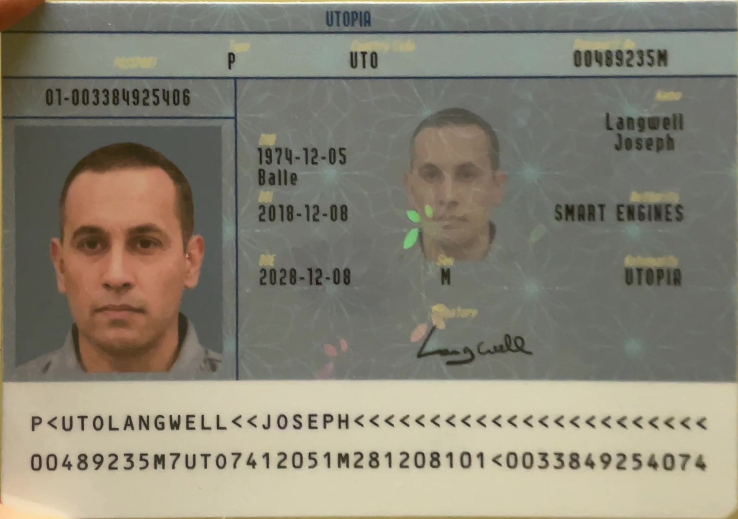 UTOPIA
Type
Country Code
Passport No
PASSPORT
P
UTO
00489235M
01-003384925406
Name
Langwell
Joseph
DOB
1974-12-05
Balle
DOI
Authority
2018-12-08
SMART ENGINES
DOE
Sex
Nationality
2028-12-08
M
UTOPIA
Signatory
Langwell
P<UTOLANGWELL<<JOSEPH<<<<<<<<<<<<<<<<<<<<<<<
00489235M7UTO7412051M281208101<0033849254074